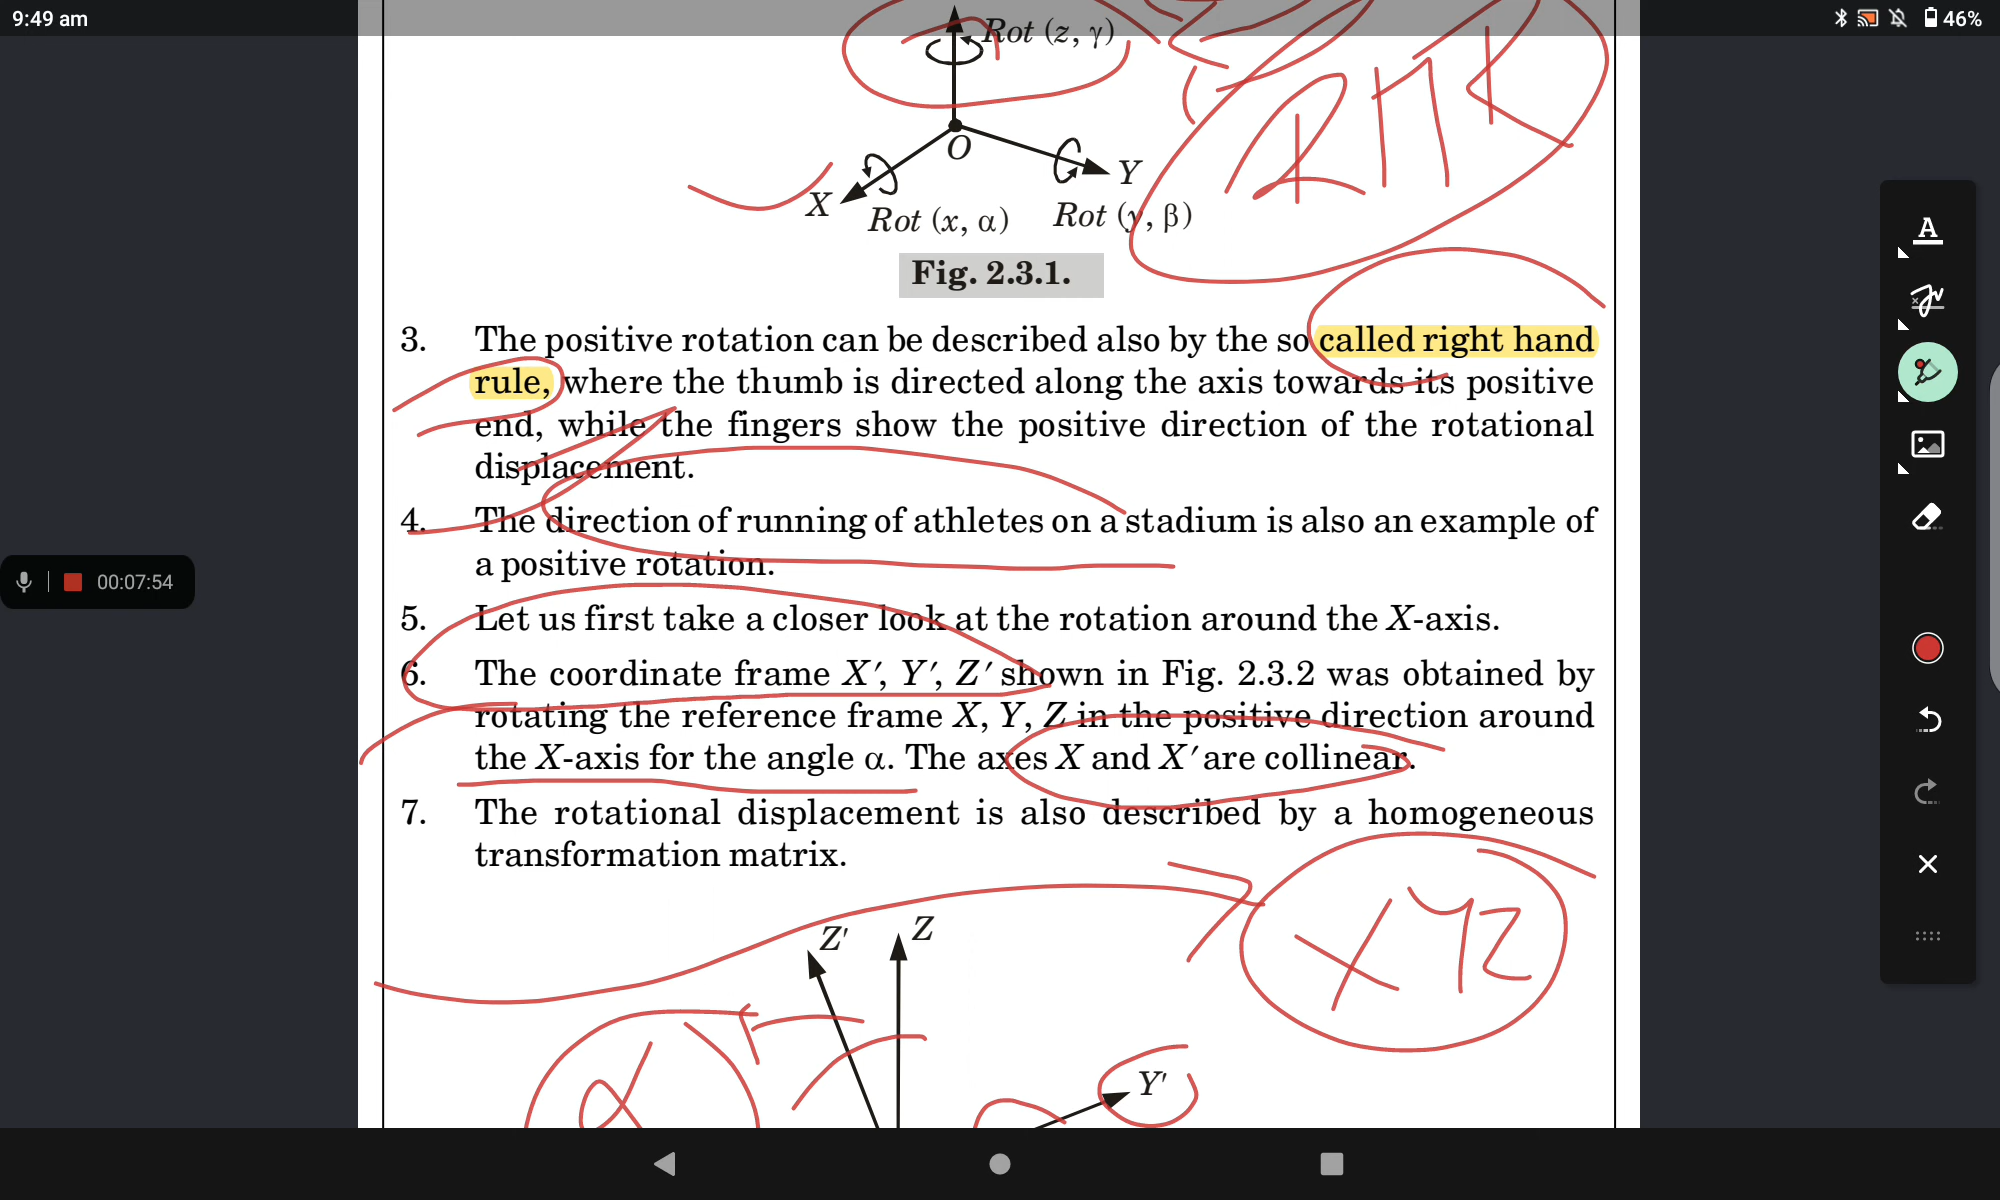 9:49 am
46%
Rot (z, γ)
O
Y
X
Rot (x, α) Rot (y, β)
RHR
Fig. 2.3.1.
3. The positive rotation can be described also by the so called right hand
rule, where the thumb is directed along the axis towards its positive
end, while the fingers show the positive direction of the rotational
displacement.
4. The direction of running of athletes on a stadium is also an example of
a positive rotation.
00:07:54
5. Let us first take a closer look at the rotation around the X-axis.
6. The coordinate frame X′, Y′, Z′ shown in Fig. 2.3.2 was obtained by
rotating the reference frame X, Y, Z in the positive direction around
the X-axis for the angle α. The axes X and X′ are collinear.
7. The rotational displacement is also described by a homogeneous
transformation matrix.
XYZ
Z′ Z
α
Y′